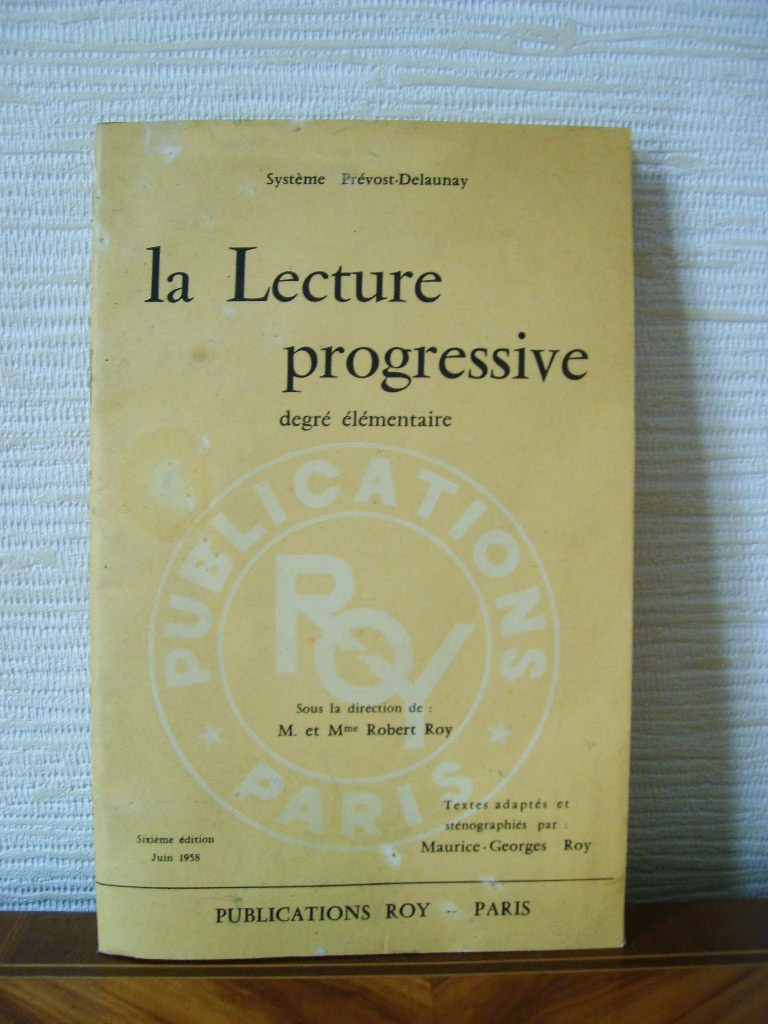 Système Prévost-Delaunay
la Lecture
progressive
degré élémentaire
PUBLICATIONS
ROY
Sous la direction de :
M. et Mme Robert Roy
PARIS
Textes adaptés et
sténographiés par :
Maurice-Georges Roy
Sixième édition
Juin 1958
PUBLICATIONS ROY - PARIS